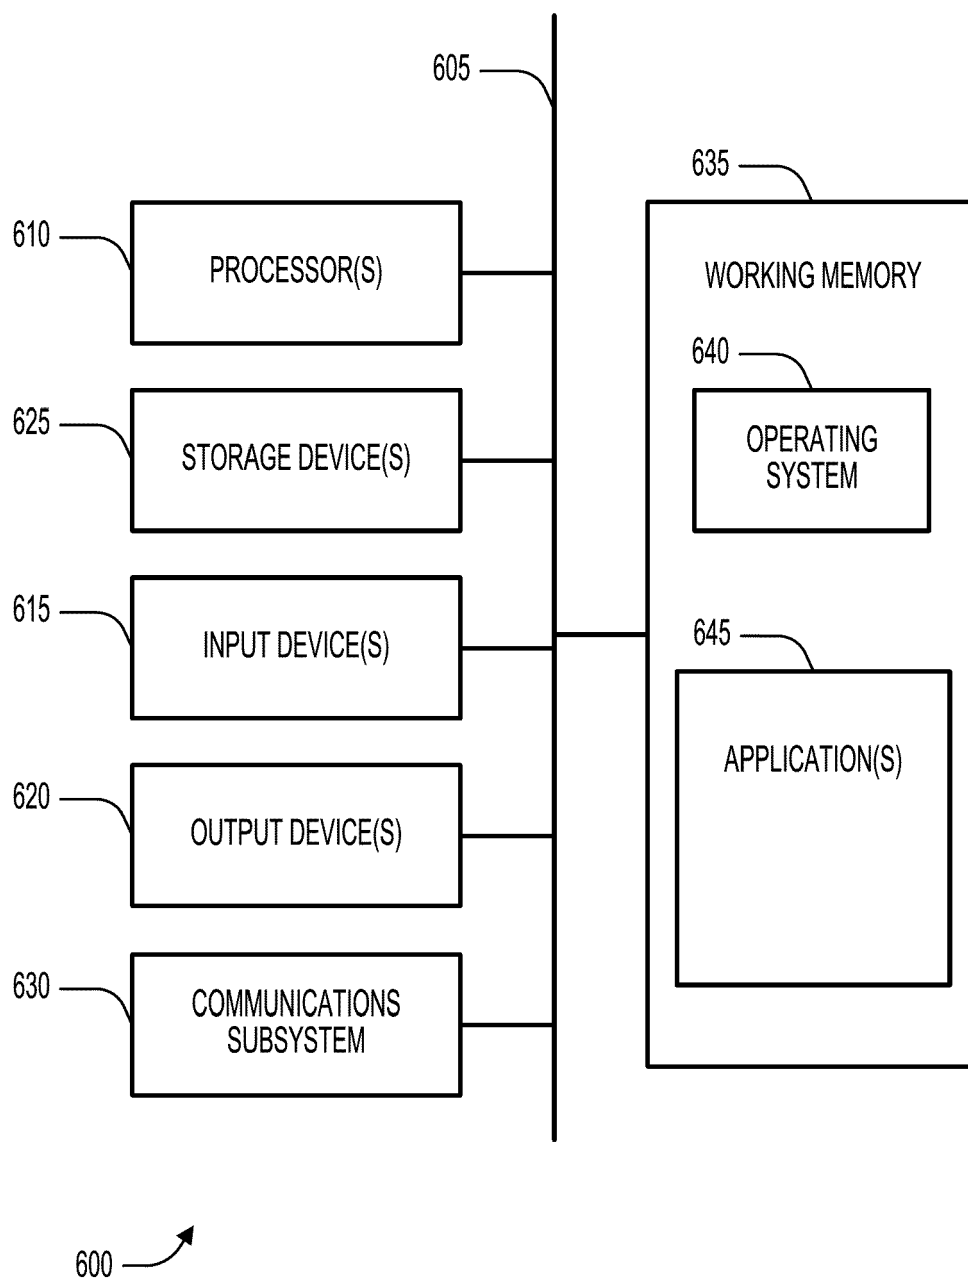 605
635
610
PROCESSOR(S)
WORKING MEMORY
640
625
STORAGE DEVICE(S)
OPERATING
SYSTEM
615
INPUT DEVICE(S)
645
APPLICATION(S)
620
OUTPUT DEVICE(S)
630
COMMUNICATIONS
SUBSYSTEM
600